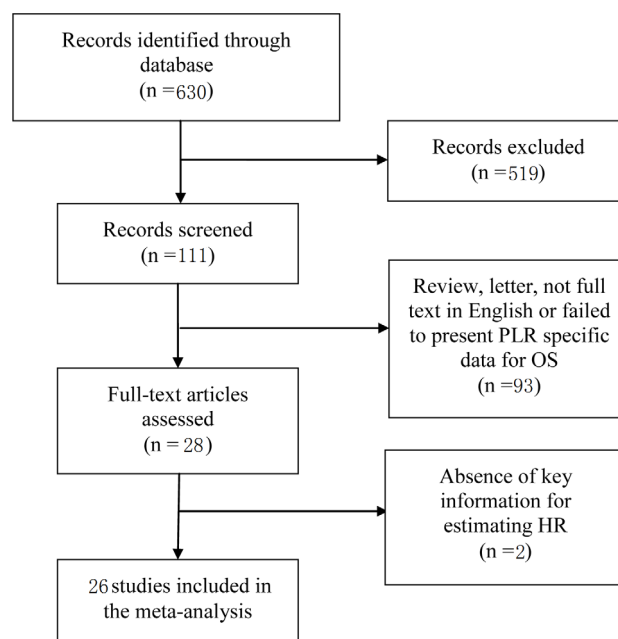 Records identified through
database
(n =630)
Records excluded
(n =519)
Records screened
(n =111)
Review, letter, not full
text in English or failed
to present PLR specific
data for OS
(n =93)
Full-text articles
assessed
(n = 28)
Absence of key
information for
estimating HR
(n =2)
26 studies included in
the meta-analysis